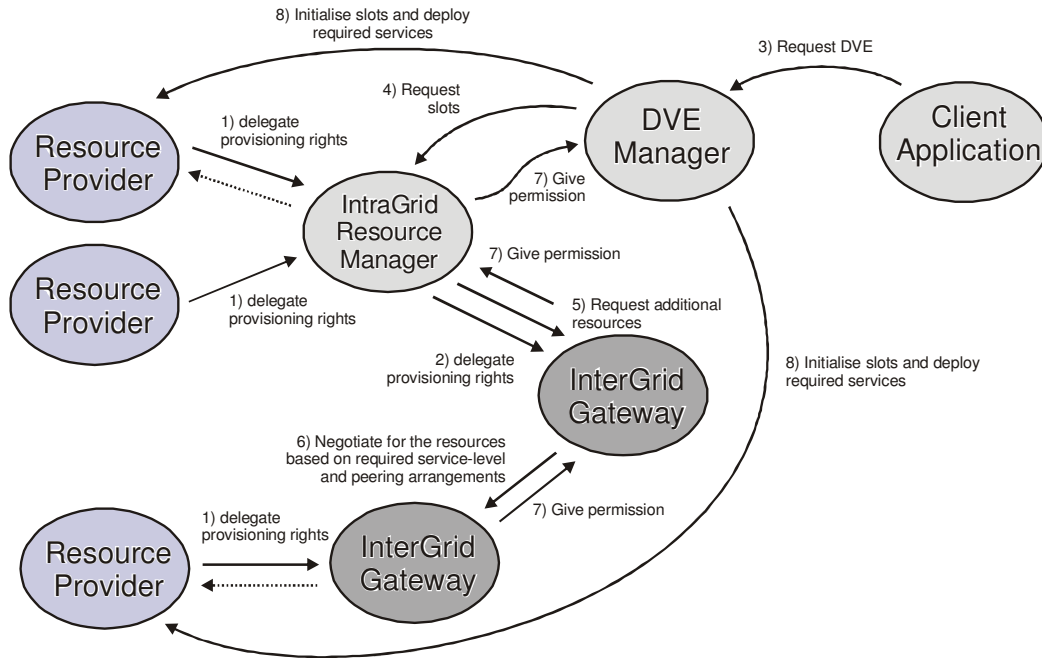 8) Initialise slots and deploy
required services
3) Request DVE
4) Request
slots
1) delegate
provisioning rights
Resource
Provider
DVE
Manager
Client
Application
7) Give
permission
IntraGrid
Resource
Manager
7) Give permission
Resource
Provider
1) delegate
provisioning rights
5) Request additional
resources
2) delegate
provisioning rights
InterGrid
Gateway
8) Initialise slots and deploy
required services
6) Negotiate for the resources
based on required service-level
and peering arrangements
7) Give permission
1) delegate
provisioning rights
Resource
Provider
InterGrid
Gateway